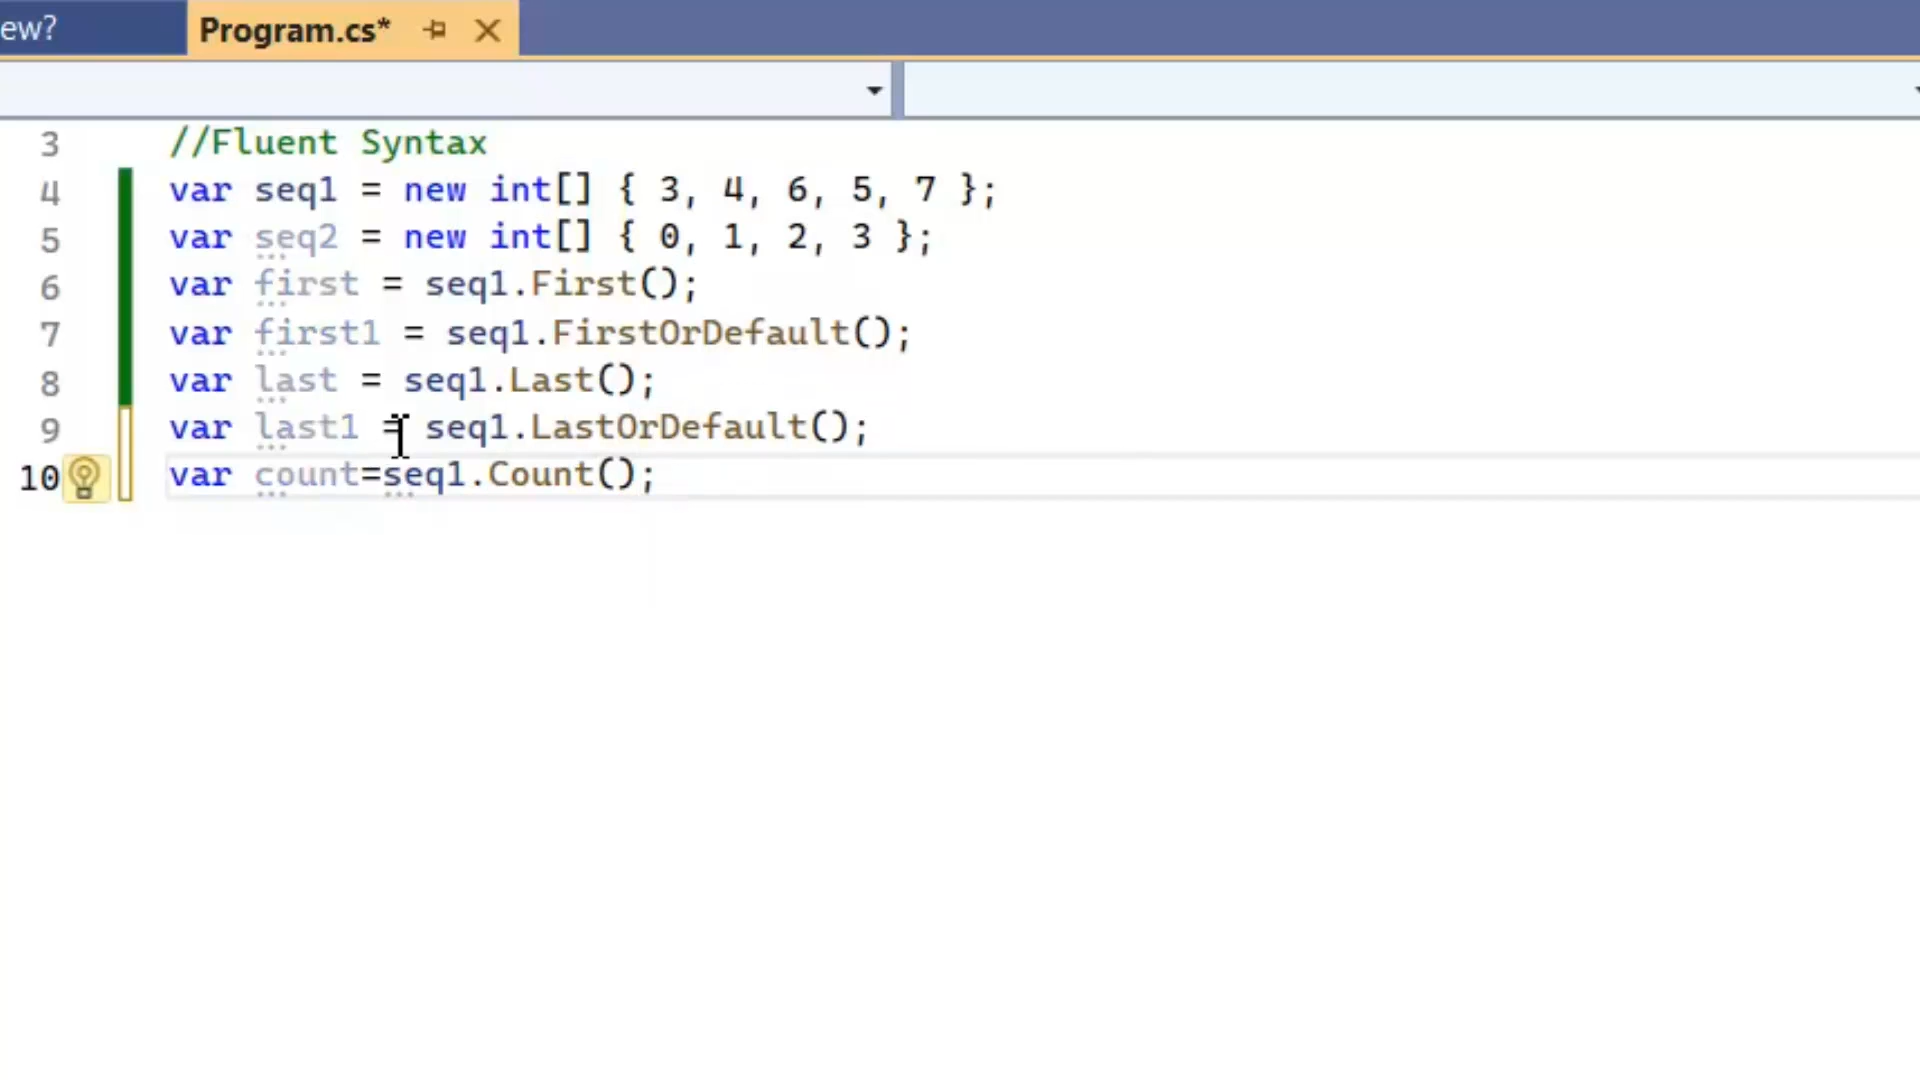 ew?
Program.cs*
3 //Fluent Syntax
4 var seq1 = new int[] { 3, 4, 6, 5, 7 };
5 var seq2 = new int[] { 0, 1, 2, 3 };
6 var first = seq1.First();
7 var first1 = seq1.FirstOrDefault();
8 var last = seq1.Last();
9 var last1 = seq1.LastOrDefault();
10 var count=seq1.Count();